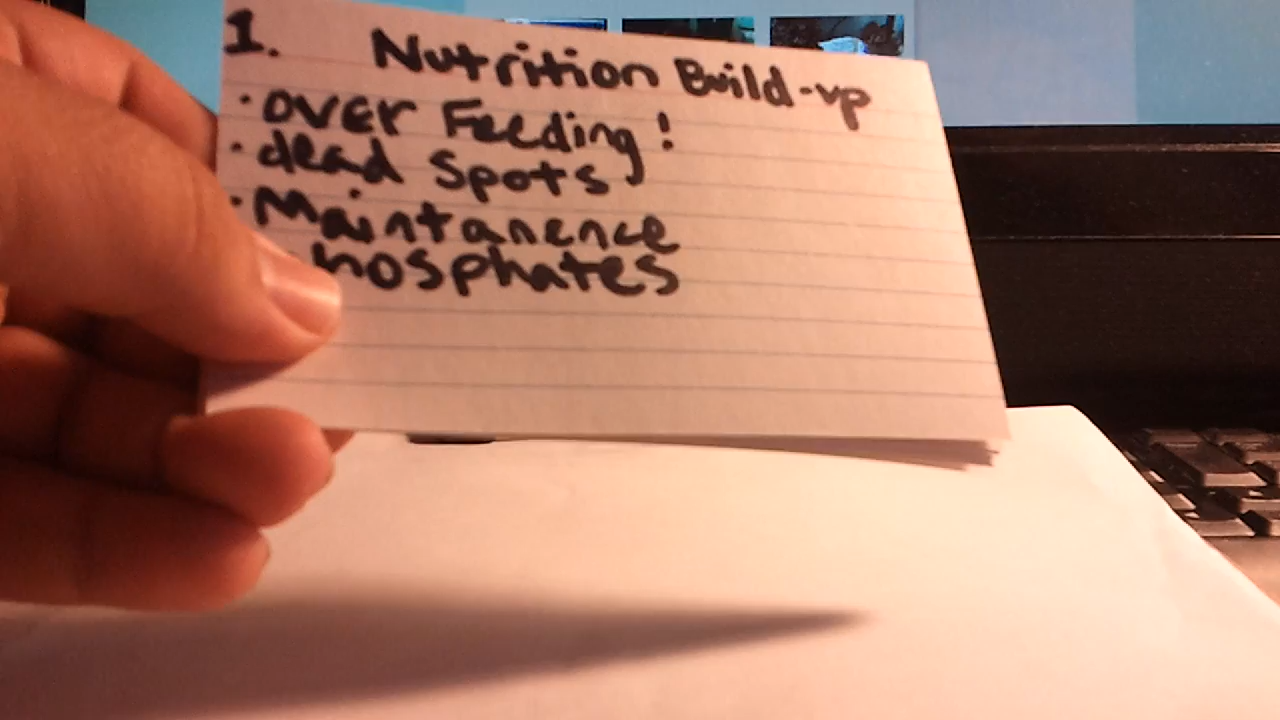 1. Nutrition Build-up
· over Feeding!
· dead Spots
· Maintanence
hosphates